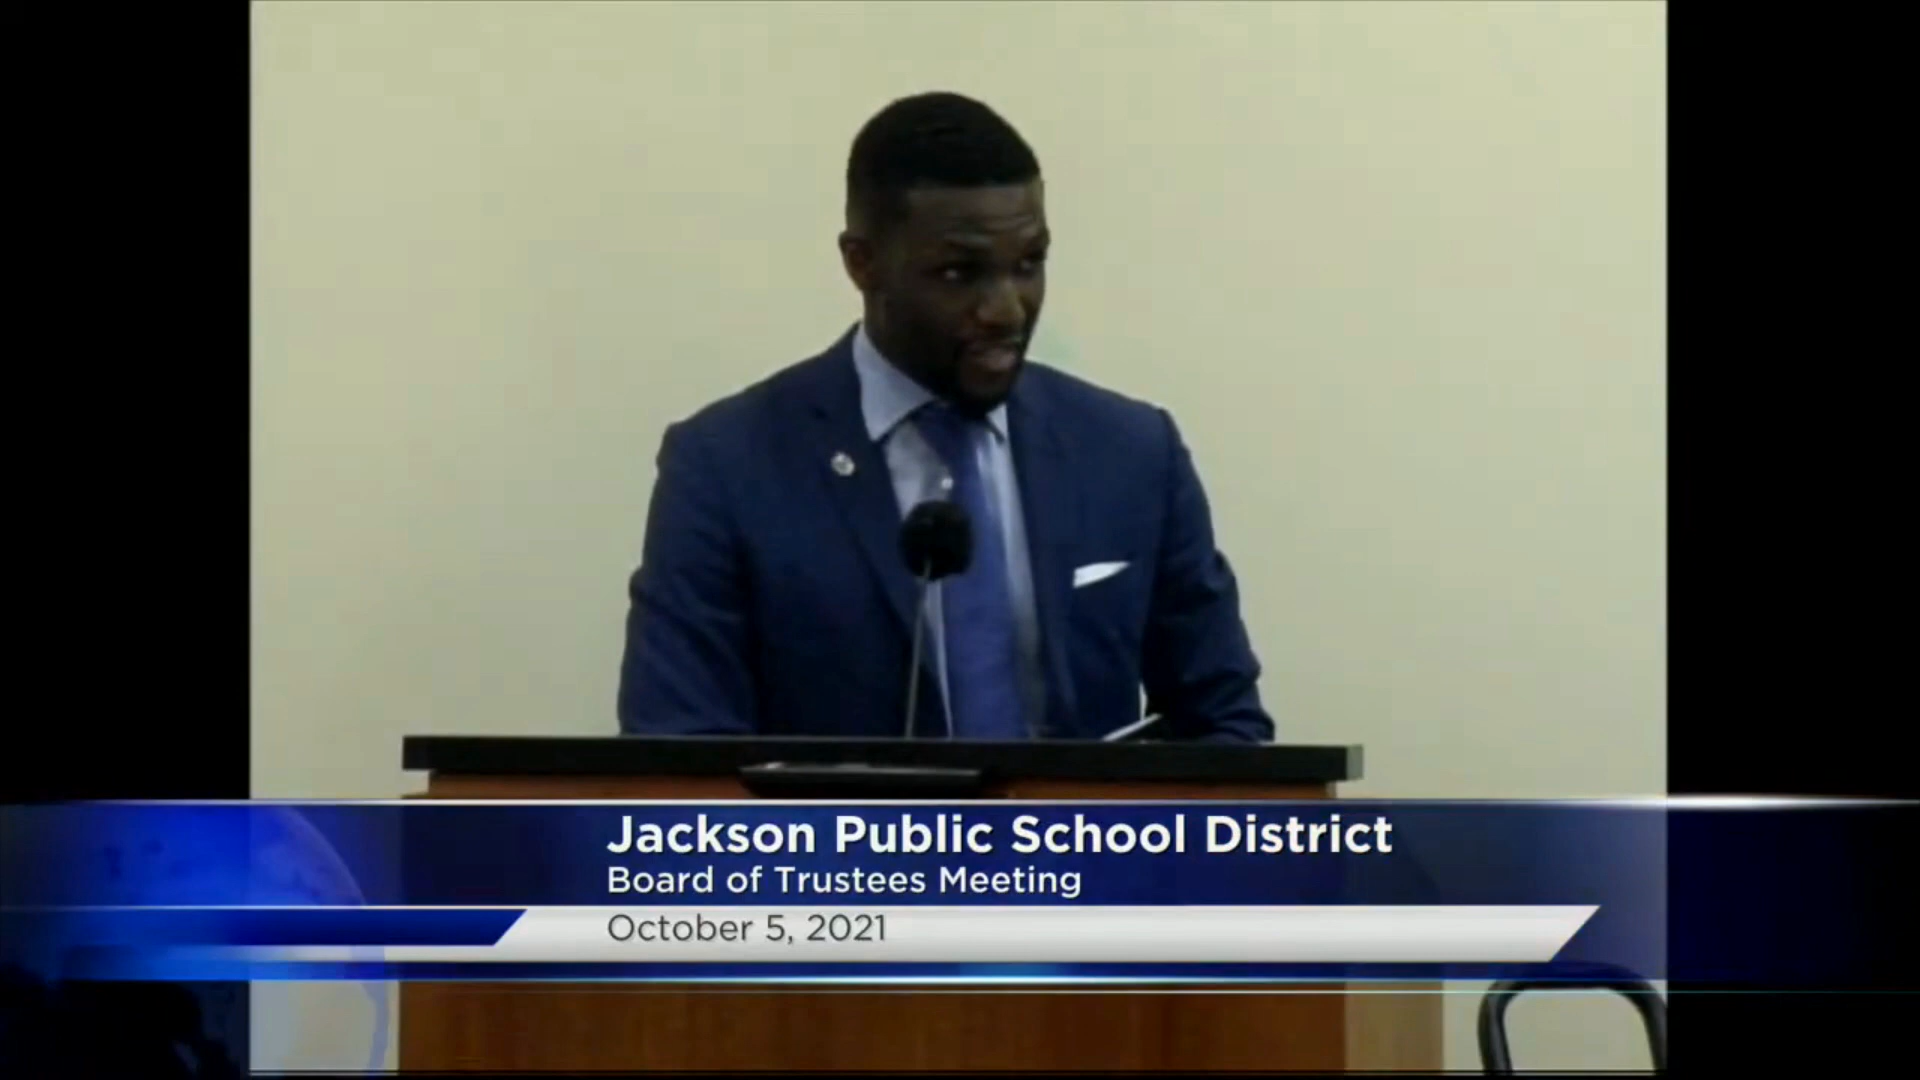 Jackson Public School District
Board of Trustees Meeting
October 5, 2021